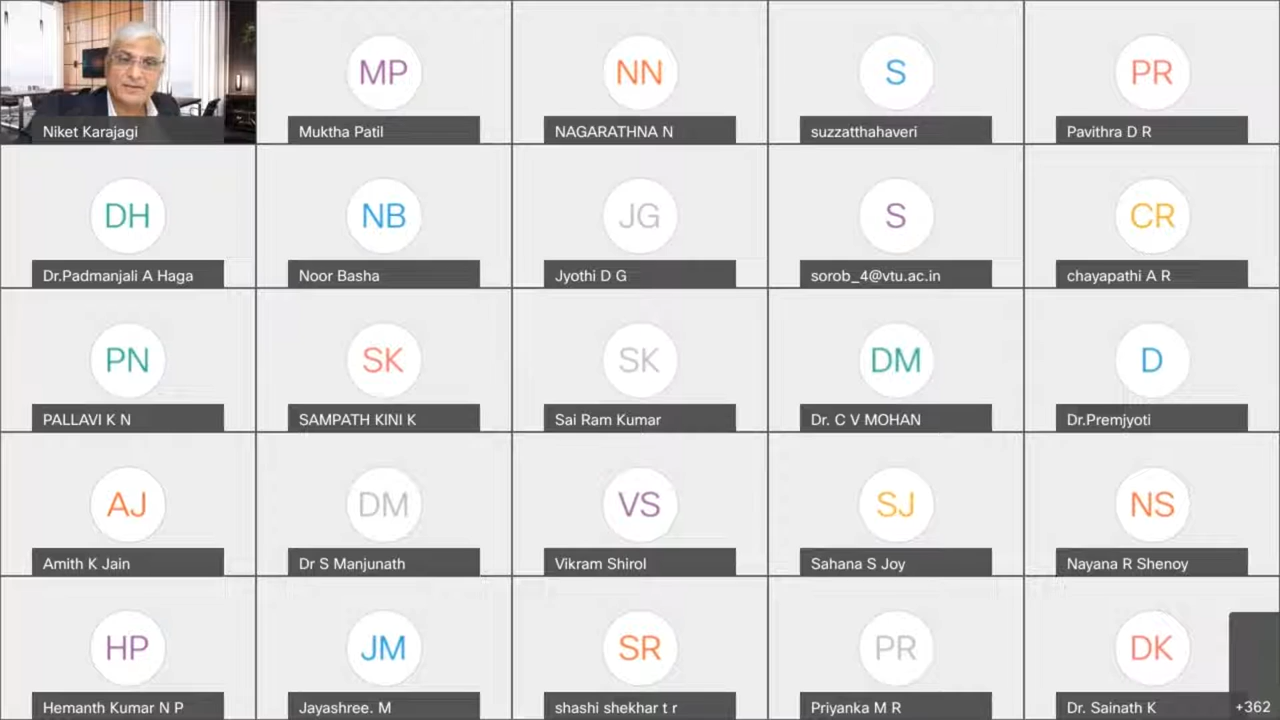 MP
NN
S
PR
Niket Karajagi
Muktha Patil
NAGARATHNA N
suzzatthahaveri
Pavithra D R
DH
NB
JG
S
CR
Dr.Padmanjali A Haga
Noor Basha
Jyothi D G
sorob_4@vtu.ac.in
chayapathi A R
PN
SK
SK
DM
D
PALLAVI K N
SAMPATH KINI K
Sai Ram Kumar
Dr. C V MOHAN
Dr.Premjyoti
AJ
DM
VS
SJ
NS
Amith K Jain
Dr S Manjunath
Vikram Shirol
Sahana S Joy
Nayana R Shenoy
HP
JM
SR
PR
DK
Hemanth Kumar N P
Jayashree. M
shashi shekhar t r
Priyanka M R
Dr. Sainath K
+362